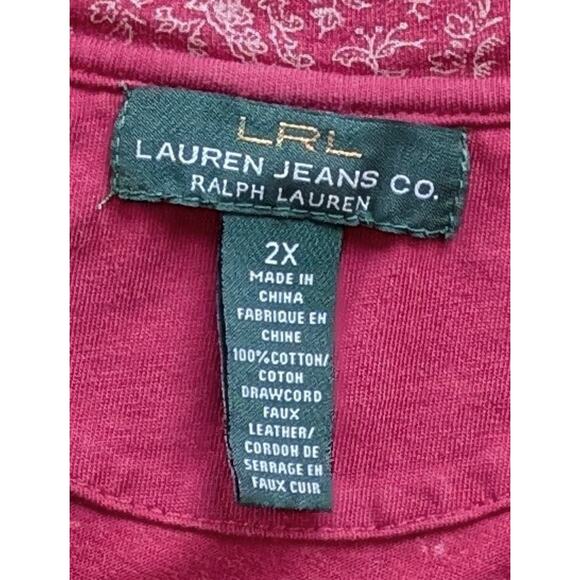 LRL
LAUREN JEANS CO.
RALPH LAUREN
2X
MADE IN
CHINA
FABRIQUE EN
CHINE
100%COTTON/
COTON
DRAWCORD
FAUX
LEATHER/
CORDON DE
SERRAGE EN
FAUX CUIR